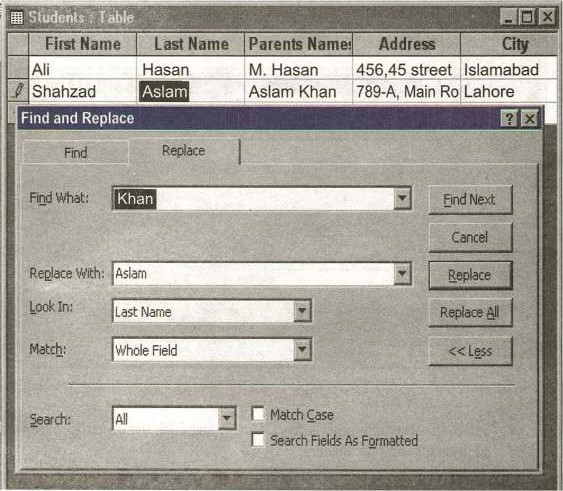 Students : Table
First Name Last Name Parents Name: Address City
Ali Hasan M. Hasan 456,45 street Islamabad
Shahzad Aslam Aslam Khan 789-A, Main Ro Lahore
Find and Replace
Find Replace
Find What: Khan Find Next
Cancel
Replace With: Aslam Replace
Look In: Last Name Replace All
Match: Whole Field << Less
Search: All Match Case
Search Fields As Formatted